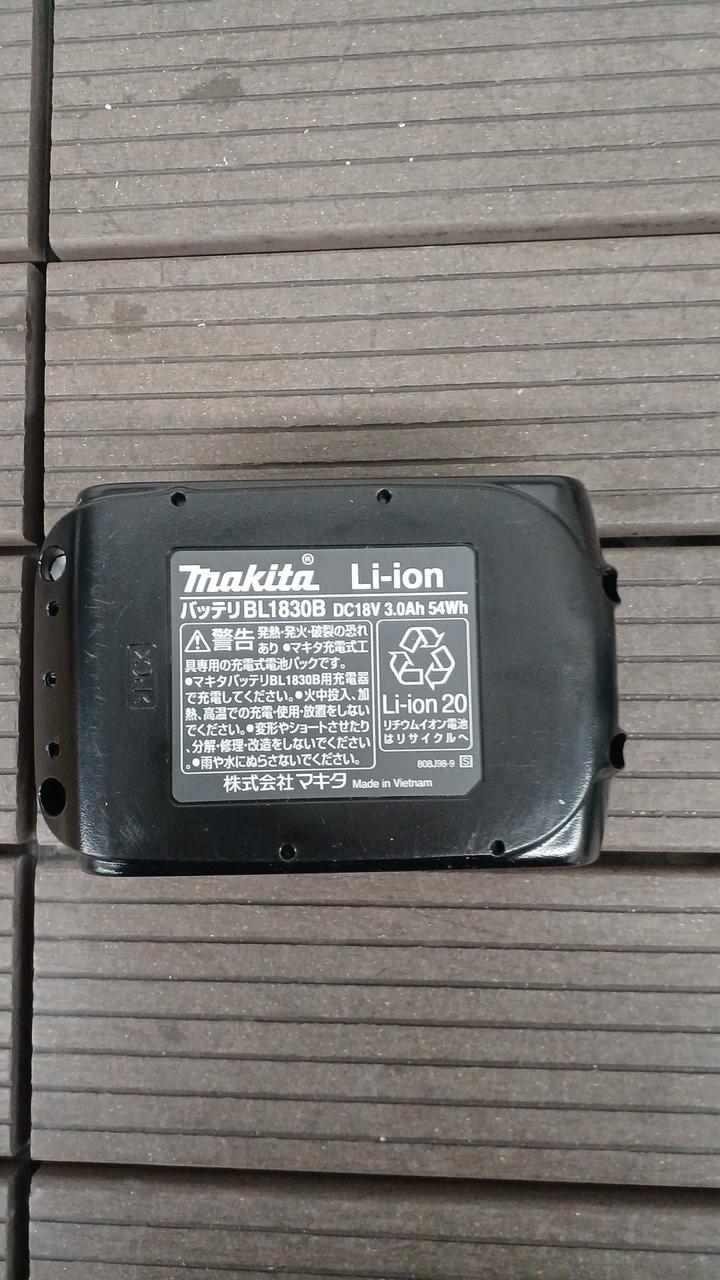 makita® Li-ion
バッテリ BL1830B DC18V 3.0Ah 54Wh
警告 発熱・発火・破裂の恐れ
あり ●マキタ充電式工
具専用の充電式電池パックです。
●マキタバッテリBL1830B用充電器
で充電してください。●火中投入、加
熱、高温での充電・使用・放置をしない
でください。●変形やショートさせたり
、分解・修理・改造をしないでください
。●雨や水にぬらさないでください。
Li-ion 20
リチウムイオン電池
はリサイクルへ
808J98-9 S
株式会社 マキタ Made in Vietnam